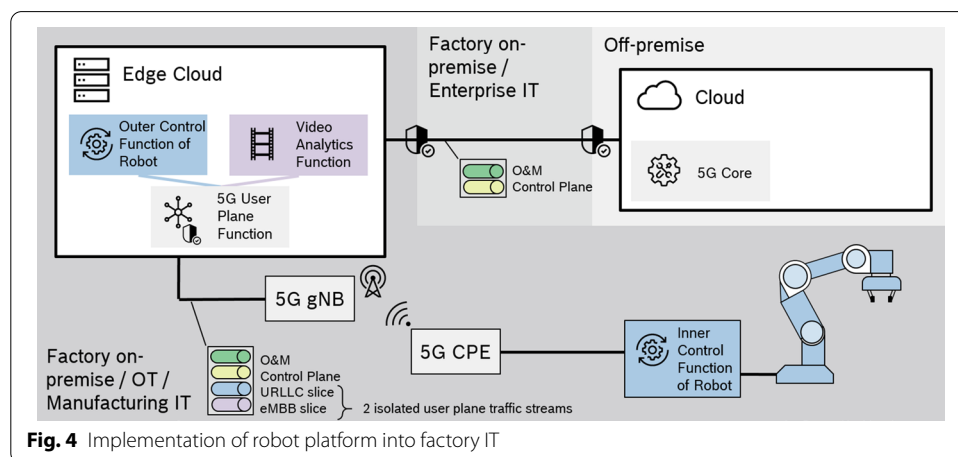 Edge Cloud
Outer Control
Function of
Robot
Video
Analytics
Function
5G User
Plane
Function
Factory on-
premise /
Enterprise IT
O&M
Control Plane
Off-premise
Cloud
5G Core
5G gNB
5G CPE
Inner
Control
Function
of Robot
Factory on-
premise / OT /
Manufacturing IT
O&M
Control Plane
URLLC slice
eMBB slice
2 isolated user plane traffic streams
Fig. 4 Implementation of robot platform into factory IT